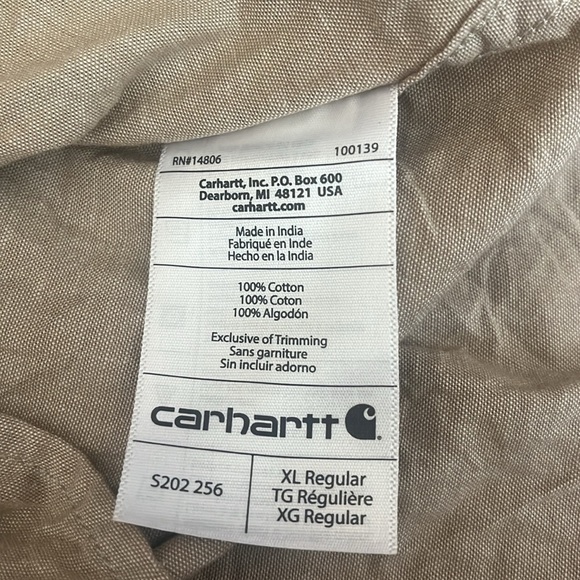 RN#14806 100139
Carhartt, Inc. P.O. Box 600
Dearborn, MI 48121 USA
carhartt.com
Made in India
Fabriqué en Inde
Hecho en la India
100% Cotton
100% Coton
100% Algodón
Exclusive of Trimming
Sans garniture
Sin incluir adorno
carhartt
S202 256
XL Regular
TG Régulière
XG Regular